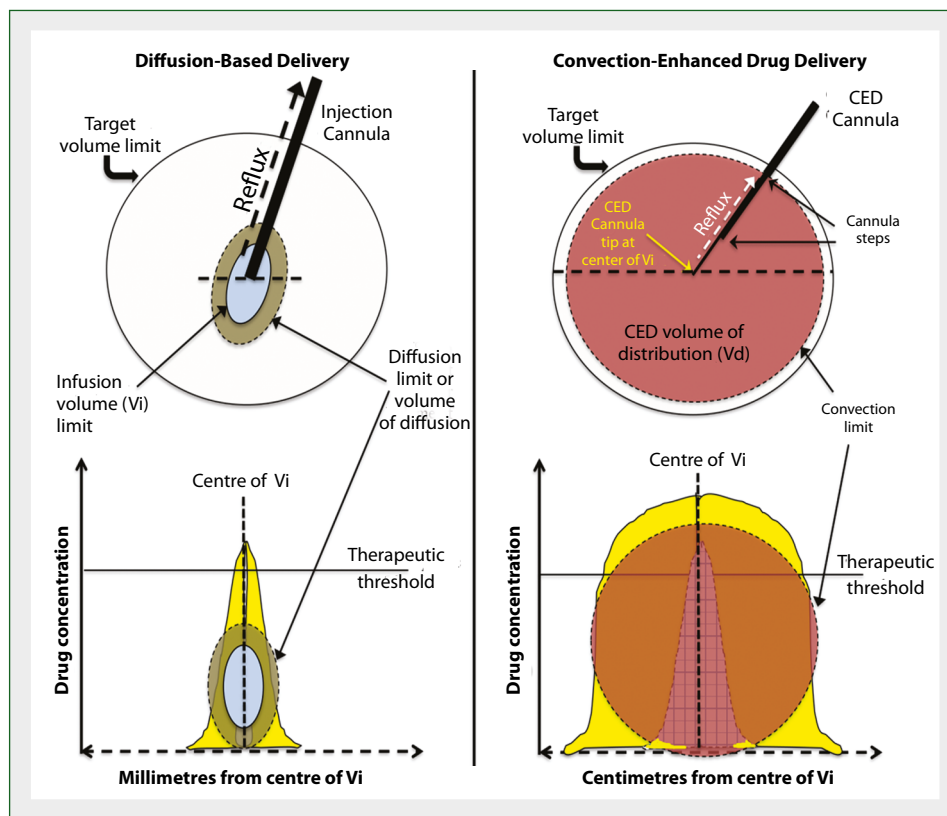 Diffusion-Based Delivery
Injection
Cannula
Target
volume limit
Reflux
Infusion
volume (Vi)
limit
Diffusion
limit or
volume
of diffusion
Centre of Vi
Therapeutic
threshold
Drug concentration
Millimetres from centre of Vi
Convection-Enhanced Drug Delivery
CED
Cannula
Target
volume limit
Reflux
CED
Cannula
tip at
center of Vi
Cannula
steps
CED volume of
distribution (Vd)
Convection
limit
Centre of Vi
Therapeutic
threshold
Drug concentration
Centimetres from centre of Vi